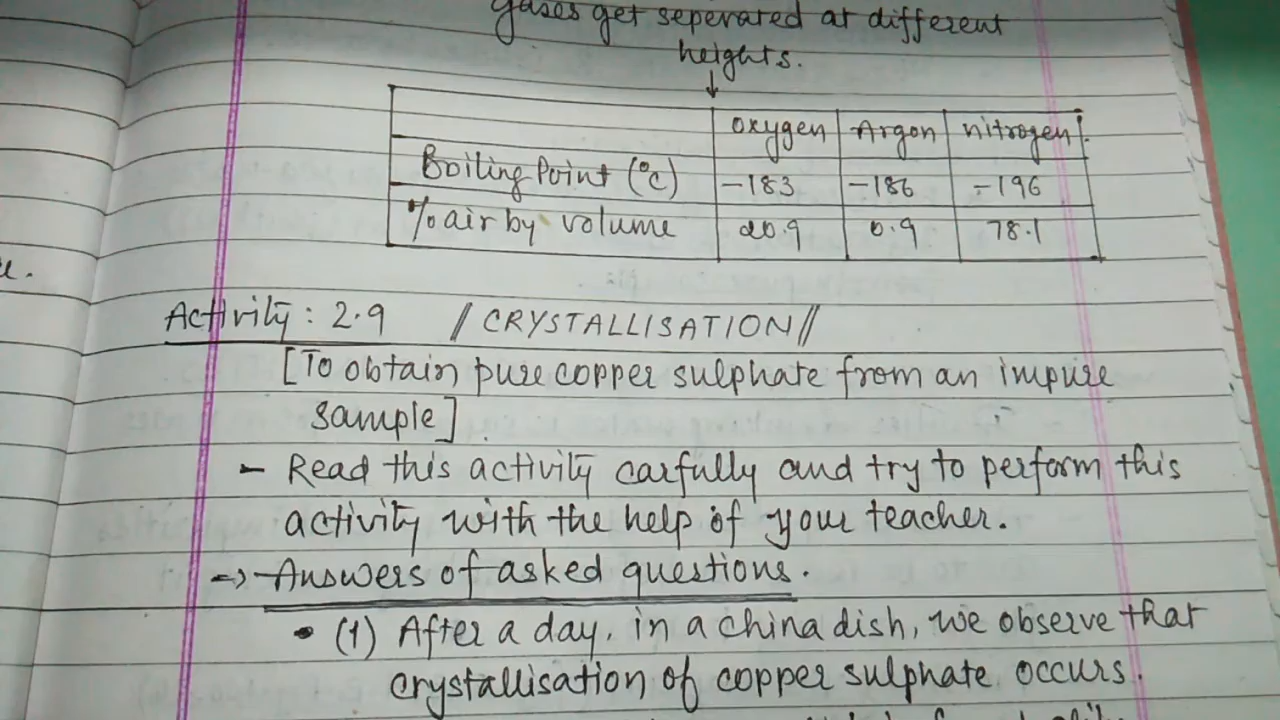 gases get seperated at different
heights.
oxygen Argon nitrogen
Boiling Point (°c) -183 -186 -196
% air by volume 20.9 0.9 78.1
Activity: 2.9 / CRYSTALLISATION//
[To obtain pure copper sulphate from an impure
sample].
- Read this activity carfully and try to perform this
activity with the help of your teacher.
-> Answers of asked questions.
• (1) After a day, in a china dish, we observe that
crystallisation of copper sulphate occurs.